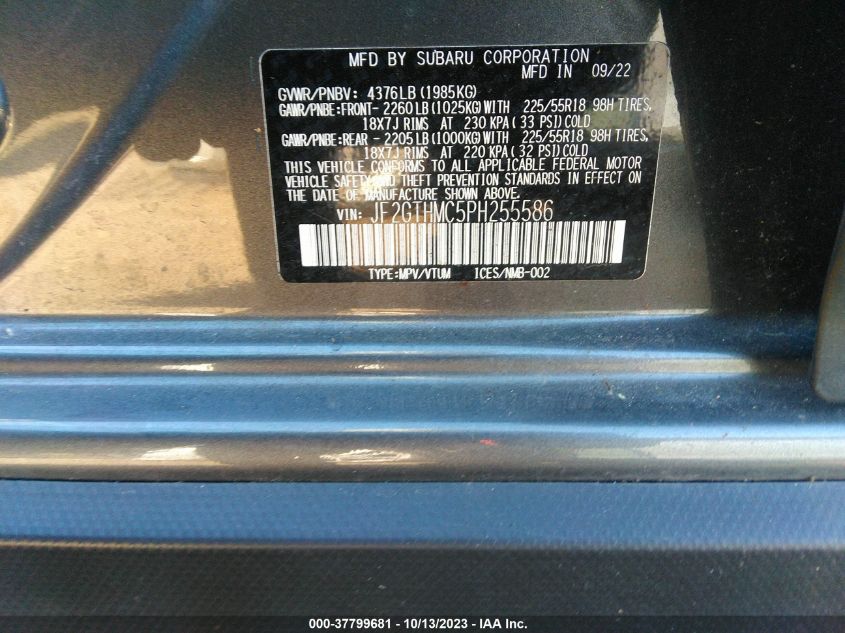 MFD BY SUBARU CORPORATION
MFD IN 09/22
GVWR/PNBV: 4376LB(1985KG)
GAWR/PNBE:FRONT- 2260LB(1025KG)WITH 225/55R18 98H TIRES,
18X7J RIMS AT 230 KPA(33 PSI)COLD
GAWR/PNBE:REAR - 2205LB(1000KG)WITH 225/55R18 98H TIRES,
18X7J RIMS AT 220 KPA(32 PSI)COLD
THIS VEHICLE CONFORMS TO ALL APPLICABLE FEDERAL MOTOR
VEHICLE SAFETY AND THEFT PREVENTION STANDARDS IN EFFECT ON
THE DATE OF MANUFACTURE SHOWN ABOVE.
VIN: JF2GTHMC5PH255586
TYPE:MPV/VTUM ICES/NMB-002
000-37799681 - 10/13/2023 - IAA Inc.